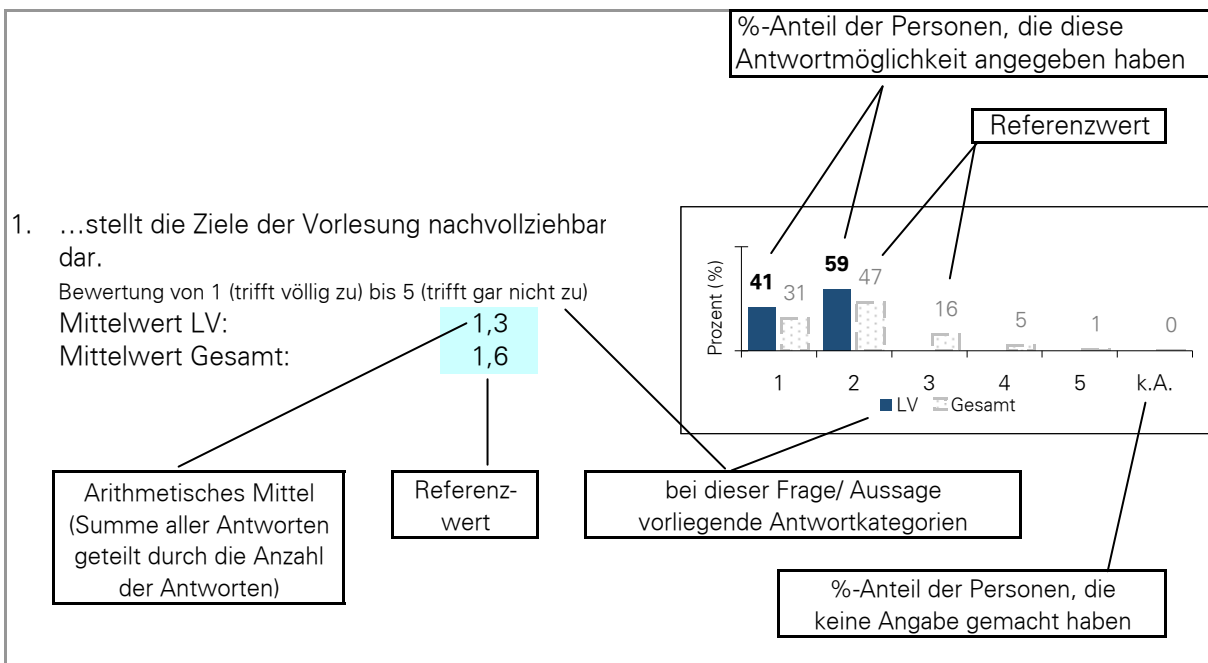 %-Anteil der Personen, die diese
Antwortmöglichkeit angegeben haben
Referenzwert
1. ...stellt die Ziele der Vorlesung nachvollziehbar
dar.
Bewertung von 1 (trifft völlig zu) bis 5 (trifft gar nicht zu)
Mittelwert LV: 1,3
Mittelwert Gesamt: 1,6
Prozent (%)
41 31 59 47 16 5 1 0
1 2 3 4 5 k.A.
LV Gesamt
Arithmetisches Mittel
(Summe aller Antworten
geteilt durch die Anzahl
der Antworten)
Referenz-
wert
bei dieser Frage/ Aussage
vorliegende Antwortkategorien
%-Anteil der Personen, die
keine Angabe gemacht haben